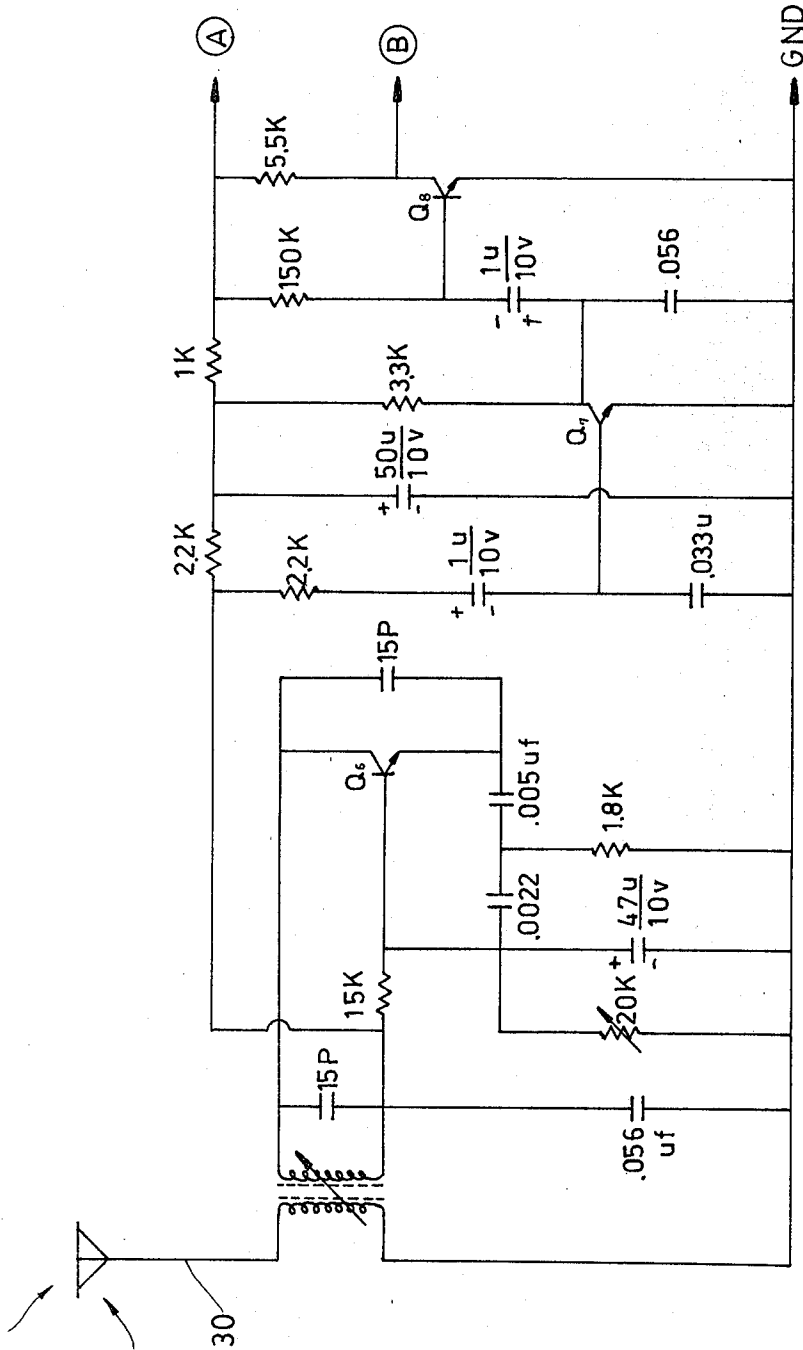 A
B
GND
5.5K
Q8
150K
1u
10v
- +
.056
1K
3.3K
Q7
50u
10v
+ -
2.2K
2.2K
1u
10v
+ -
.033u
15P
Q6
.005uf
1.8K
.0022
47u
10v
+ -
15K
20K
15P
.056
uf
30